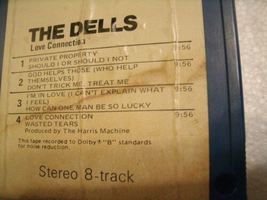 THE DELLS
Love Connection
1 PRIVATE PROPERTY 9:56
SHOULD I OR SHOULD I NOT
GOD HELPS THOSE (WHO HELP 9:56
2 THEMSELVES)
DON'T TRICK ME, TREAT ME
I'M IN LOVE (I CAN'T EXPLAIN WHAT 9:56
3 I FEEL)
HOW CAN ONE MAN BE SO LUCKY
4 LOVE CONNECTION 9:56
WASTED TEARS
Produced by The Harris Machine
This tape recorded to Dolby® "B" standards
for noise reduction.
Stereo 8-track